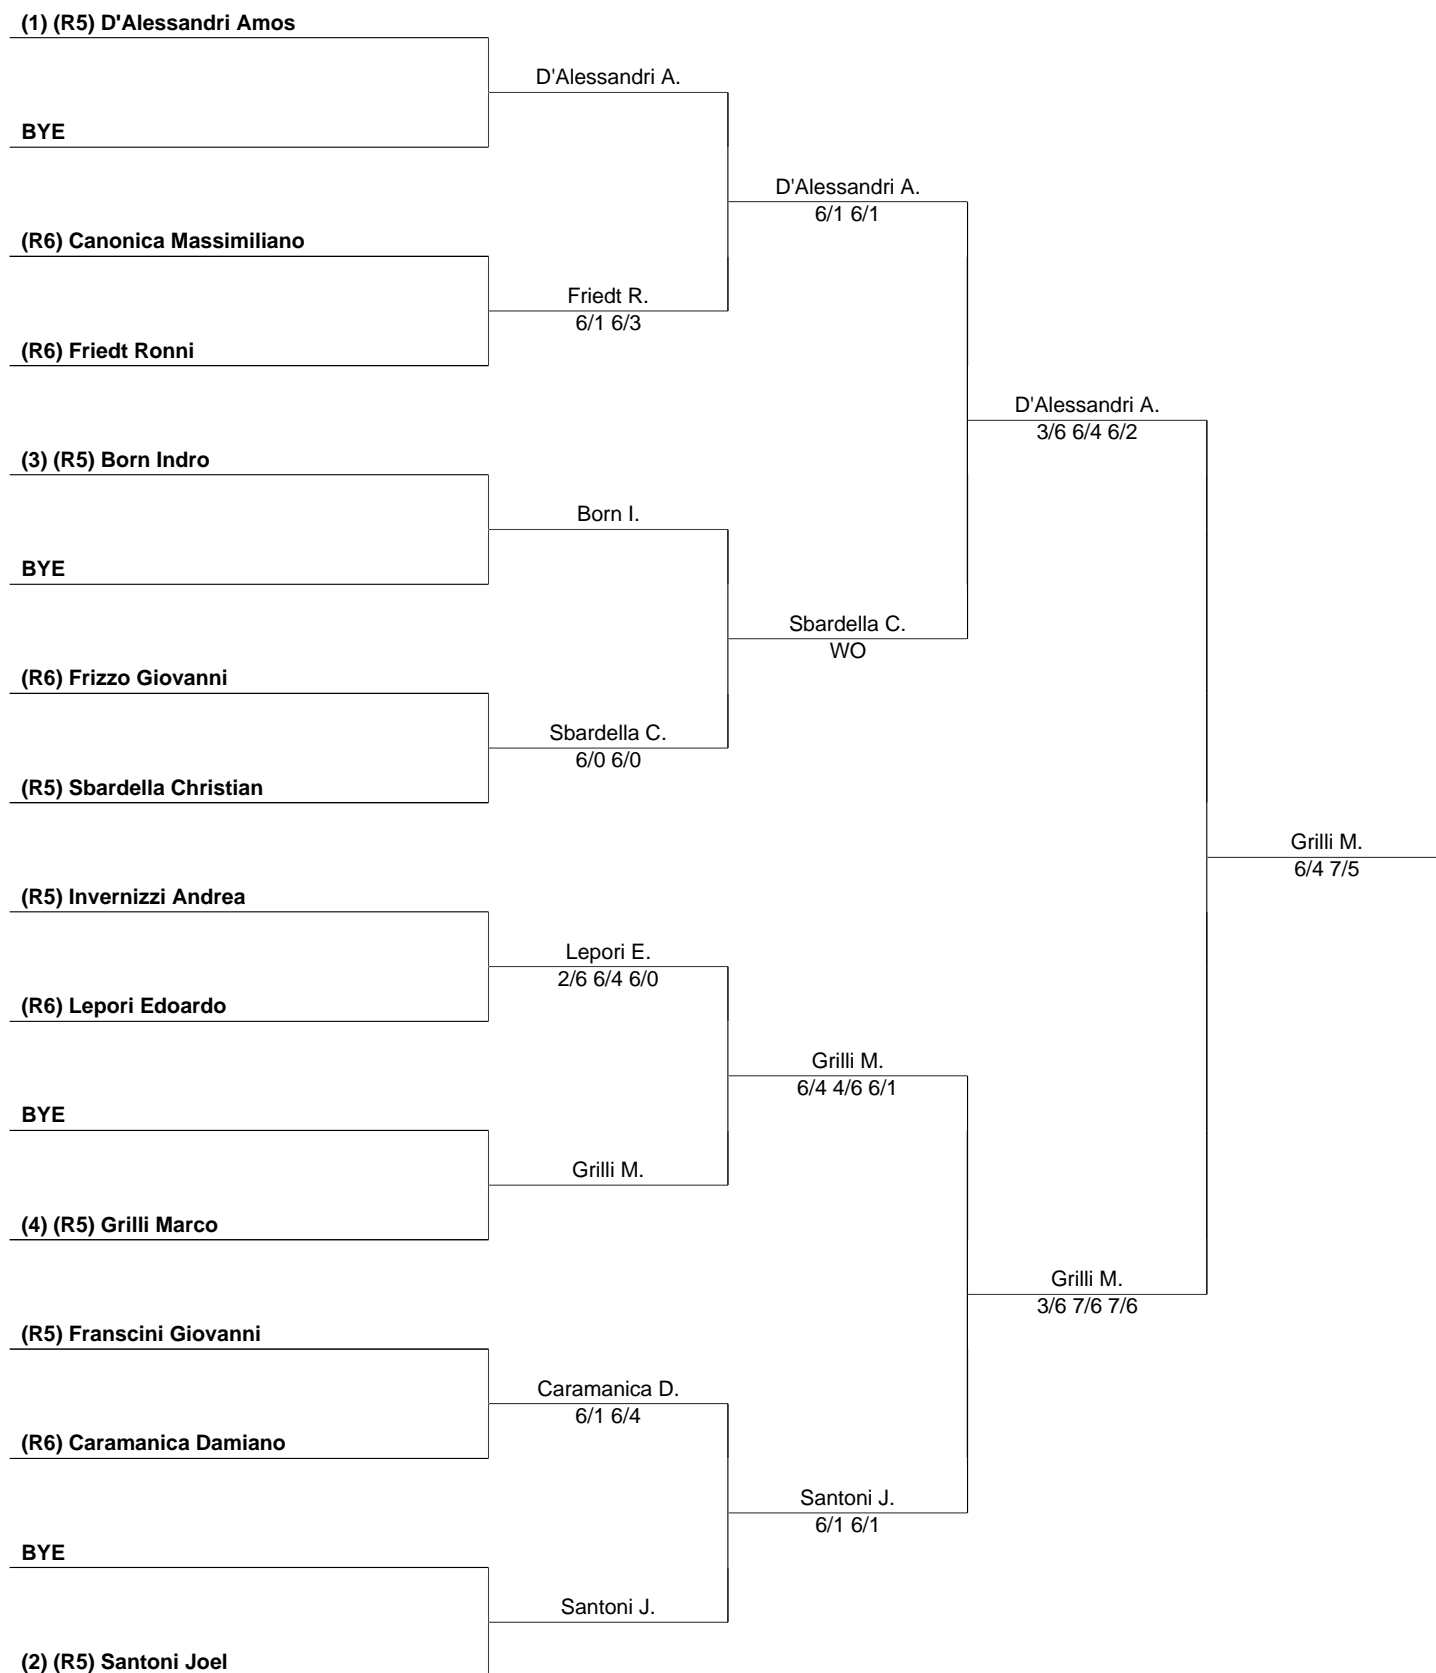 (1) (R5) D'Alessandri Amos
D'Alessandri A.
BYE
D'Alessandri A.
6/1 6/1
(R6) Canonica Massimiliano
Friedt R.
6/1 6/3
(R6) Friedt Ronni
D'Alessandri A.
3/6 6/4 6/2
(3) (R5) Born Indro
Born I.
BYE
Sbardella C.
WO
(R6) Frizzo Giovanni
Sbardella C.
6/0 6/0
(R5) Sbardella Christian
Grilli M.
6/4 7/5
(R5) Invernizzi Andrea
Lepori E.
2/6 6/4 6/0
(R6) Lepori Edoardo
Grilli M.
6/4 4/6 6/1
BYE
Grilli M.
(4) (R5) Grilli Marco
Grilli M.
3/6 7/6 7/6
(R5) Franscini Giovanni
Caramanica D.
6/1 6/4
(R6) Caramanica Damiano
Santoni J.
6/1 6/1
BYE
Santoni J.
(2) (R5) Santoni Joel